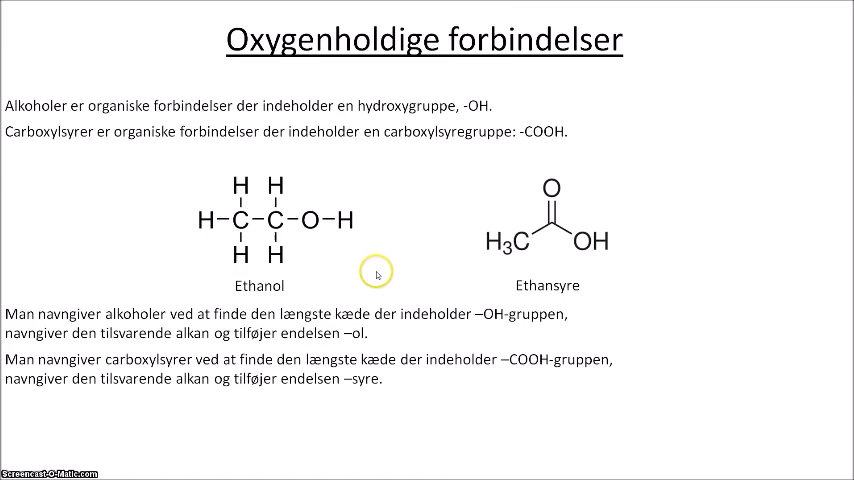 Oxygenholdige forbindelser
Alkoholer er organiske forbindelser der indeholder en hydroxygruppe, -OH.
Carboxylsyrer er organiske forbindelser der indeholder en carboxylsyregruppe: -COOH.
H H
H–C–C–O–H
H H
Ethanol
O
H₃C OH
Ethansyre
Man navngiver alkoholer ved at finde den længste kæde der indeholder –OH-gruppen,
navngiver den tilsvarende alkan og tilføjer endelsen –ol.
Man navngiver carboxylsyrer ved at finde den længste kæde der indeholder –COOH-gruppen,
navngiver den tilsvarende alkan og tilføjer endelsen –syre.
Screencast-O-Matic.com